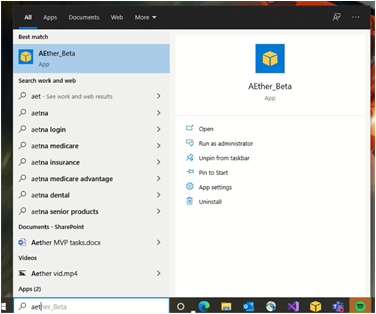 All Apps Documents Web More
Best match
AEther_Beta
App
Search work and web
aet - See work and web results
aetna
aetna login
aetna medicare
aetna insurance
aetna medicare advantage
aetna dental
aetna senior products
Documents - SharePoint
Aether MVP tasks.docx
Videos
Aether vid.mp4
Apps (2)
aether_Beta
AEther_Beta
App
Open
Run as administrator
Unpin from taskbar
Pin to Start
App settings
Uninstall